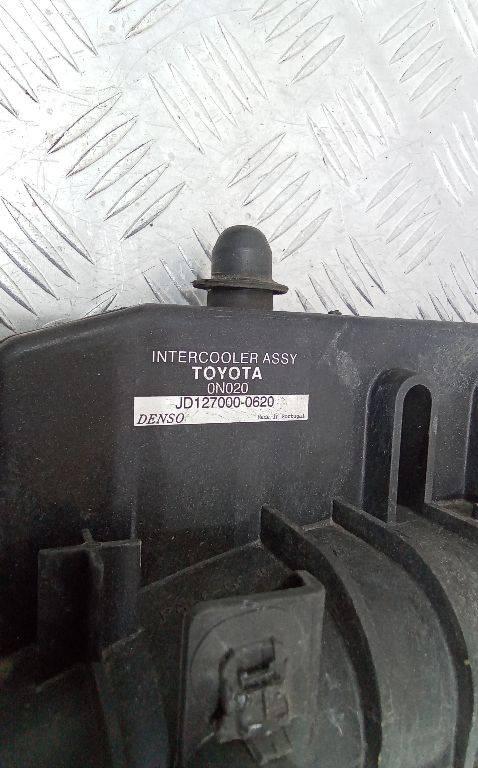 INTERCOOLER ASSY
TOYOTA
0N020
JD127000-0620
DENSO Made in Portugal